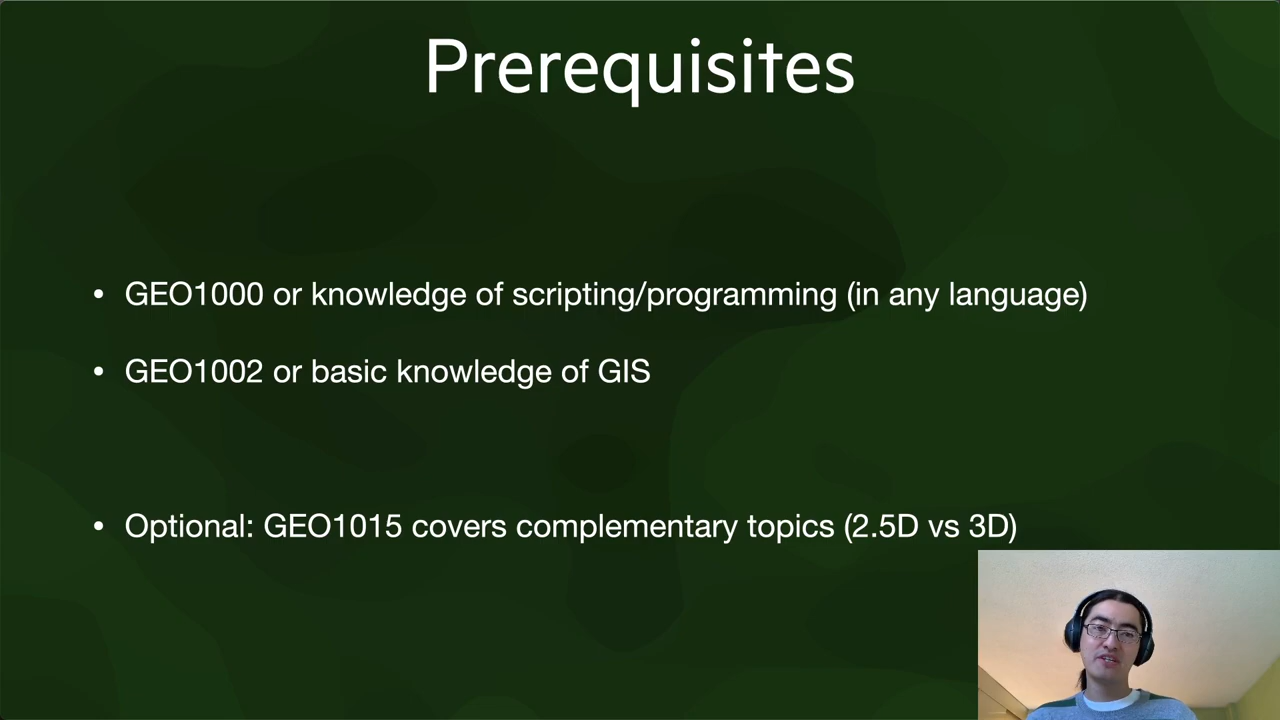 Prerequisites
• GEO1000 or knowledge of scripting/programming (in any language)
• GEO1002 or basic knowledge of GIS
• Optional: GEO1015 covers complementary topics (2.5D vs 3D)